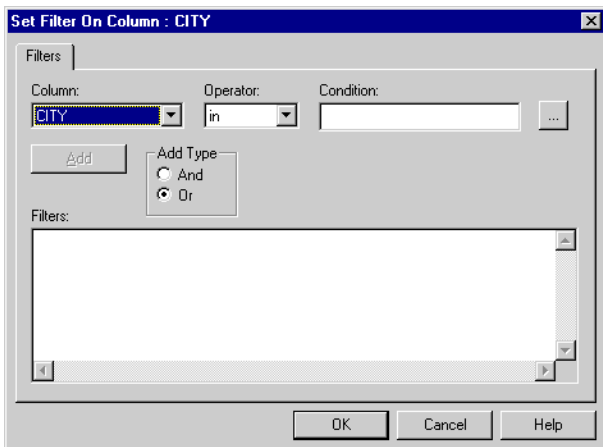 Set Filter On Column : CITY
Filters
Column: Operator: Condition:
CITY in ...
Add Add Type
And
Or
Filters:
OK Cancel Help